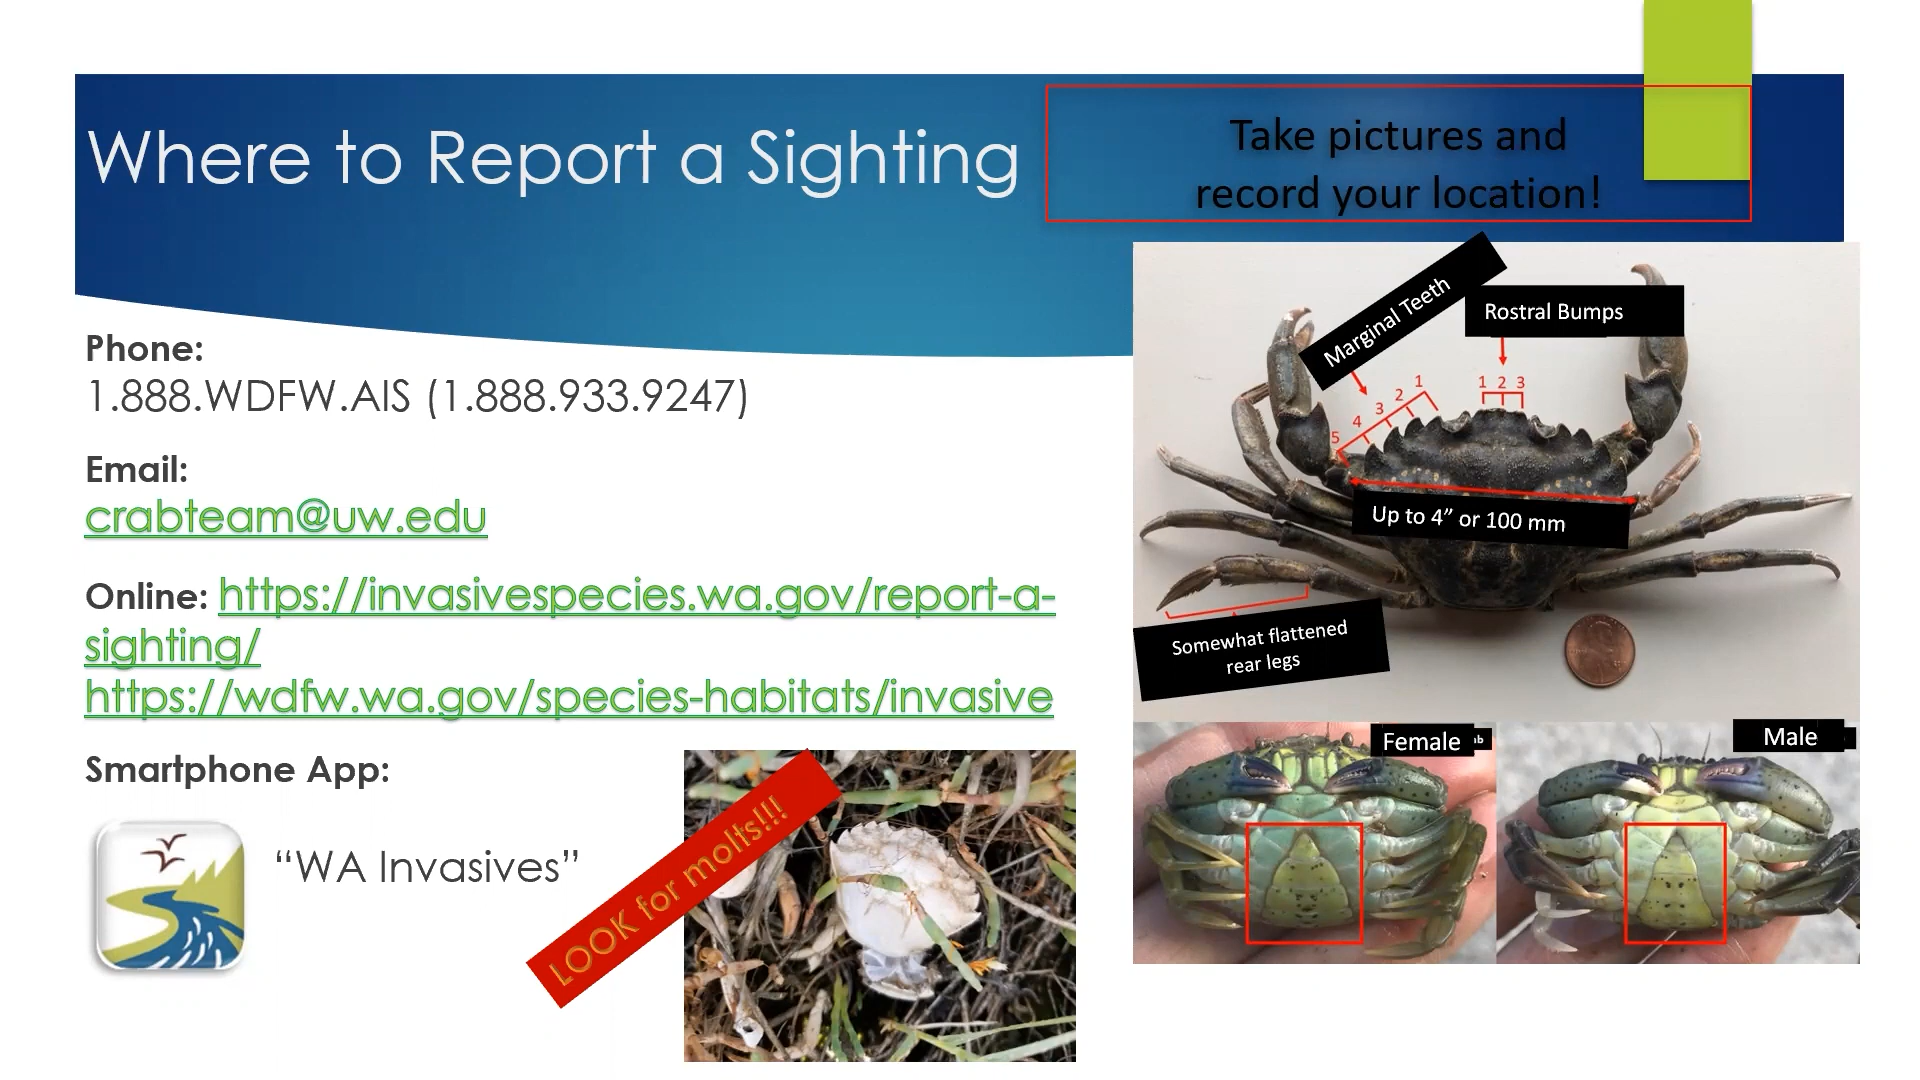 Where to Report a Sighting
Take pictures and
record your location!
Phone:
1.888.WDFW.AIS (1.888.933.9247)
Email:
crabteam@uw.edu
Online: https://invasivespecies.wa.gov/report-a-
sighting/
https://wdfw.wa.gov/species-habitats/invasive
Smartphone App:
“WA Invasives”
LOOK for molts!!!
Marginal Teeth
Rostral Bumps
1 2 3
5 4 3 2 1
Up to 4” or 100 mm
Somewhat flattened
rear legs
Female
Male